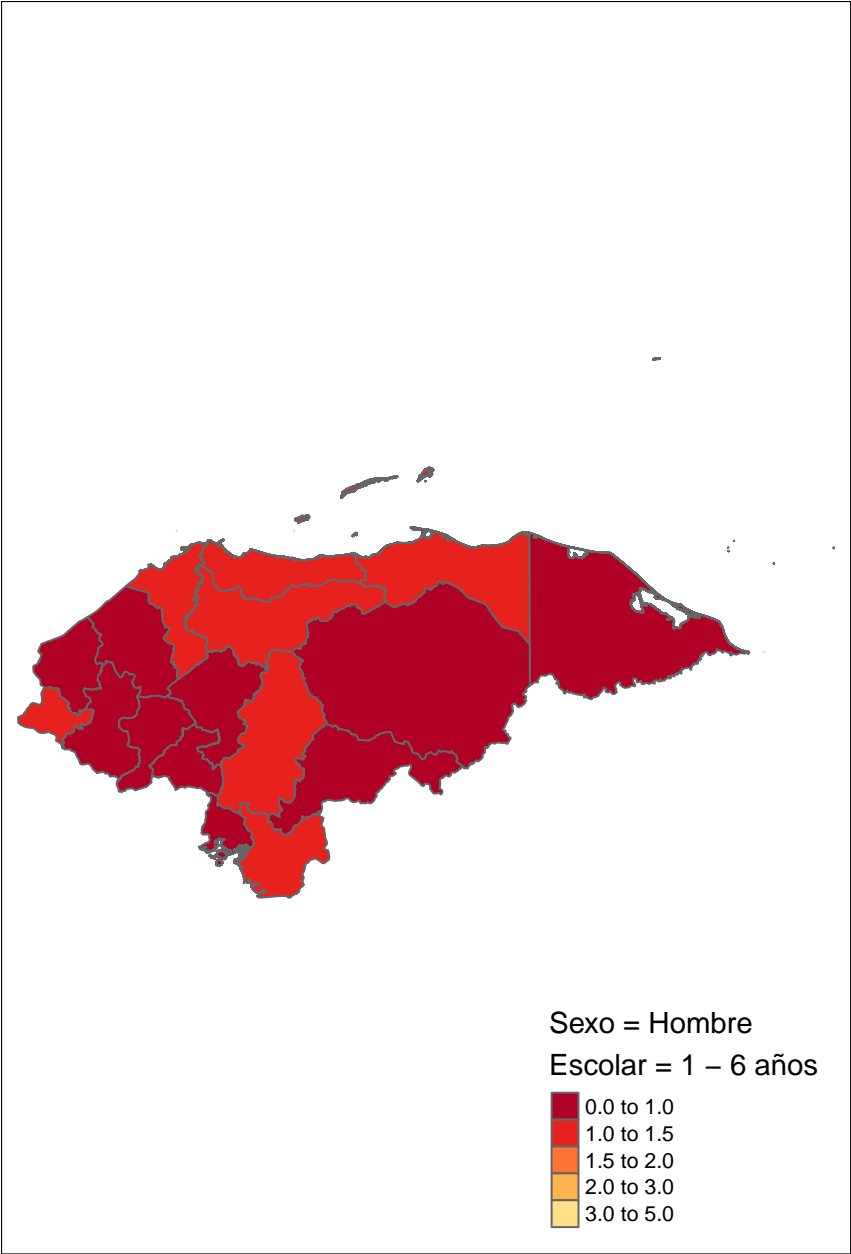 Sexo = Hombre
Escolar = 1 − 6 años
0.0 to 1.0
1.0 to 1.5
1.5 to 2.0
2.0 to 3.0
3.0 to 5.0